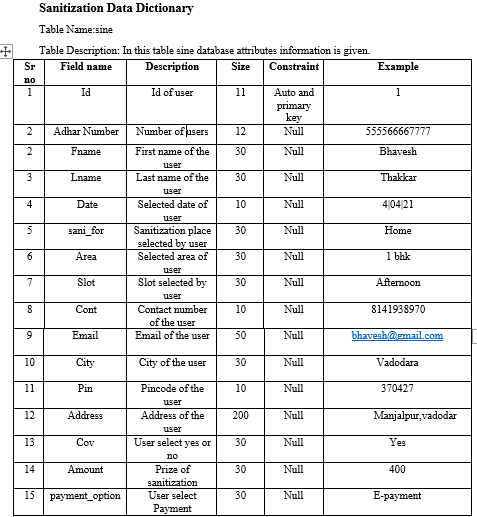 Sanitization Data Dictionary
Table Name:sine
Table Description: In this table sine database attributes information is given.
Sr no Field name Description Size Constraint Example
1 Id Id of user 11 Auto and primary key 1
2 Adhar Number Number of users 12 Null 555566667777
2 Fname First name of the user 30 Null Bhavesh
3 Lname Last name of the user 30 Null Thakkar
4 Date Selected date of user 10 Null 4|04|21
5 sani_for Sanitization place selected by user 30 Null Home
6 Area Selected area of user 30 Null 1 bhk
7 Slot Slot selected by user 30 Null Afternoon
8 Cont Contact number of the user 10 Null 8141938970
9 Email Email of the user 50 Null bhavesh@gmail.com
10 City City of the user 30 Null Vadodara
11 Pin Pincode of the user 10 Null 370427
12 Address Address of the user 200 Null Manjalpur,vadodar
13 Cov User select yes or no 30 Null Yes
14 Amount Prize of sanitization 30 Null 400
15 payment_option User select Payment 30 Null E-payment